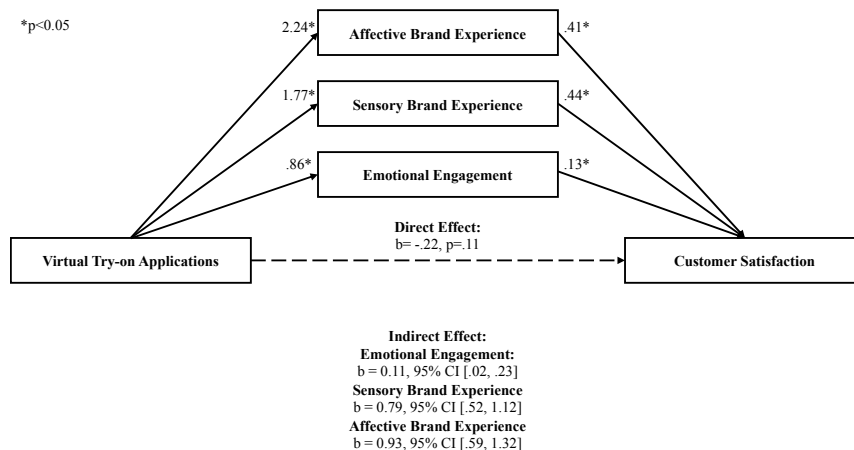 *p<0.05
2.24*
Affective Brand Experience
.41*
1.77*
Sensory Brand Experience
.44*
.86*
Emotional Engagement
.13*
Direct Effect:
b= -.22, p=.11
Virtual Try-on Applications
Customer Satisfaction
Indirect Effect:
Emotional Engagement:
b = 0.11, 95% CI [.02, .23]
Sensory Brand Experience
b = 0.79, 95% CI [.52, 1.12]
Affective Brand Experience
b = 0.93, 95% CI [.59, 1.32]